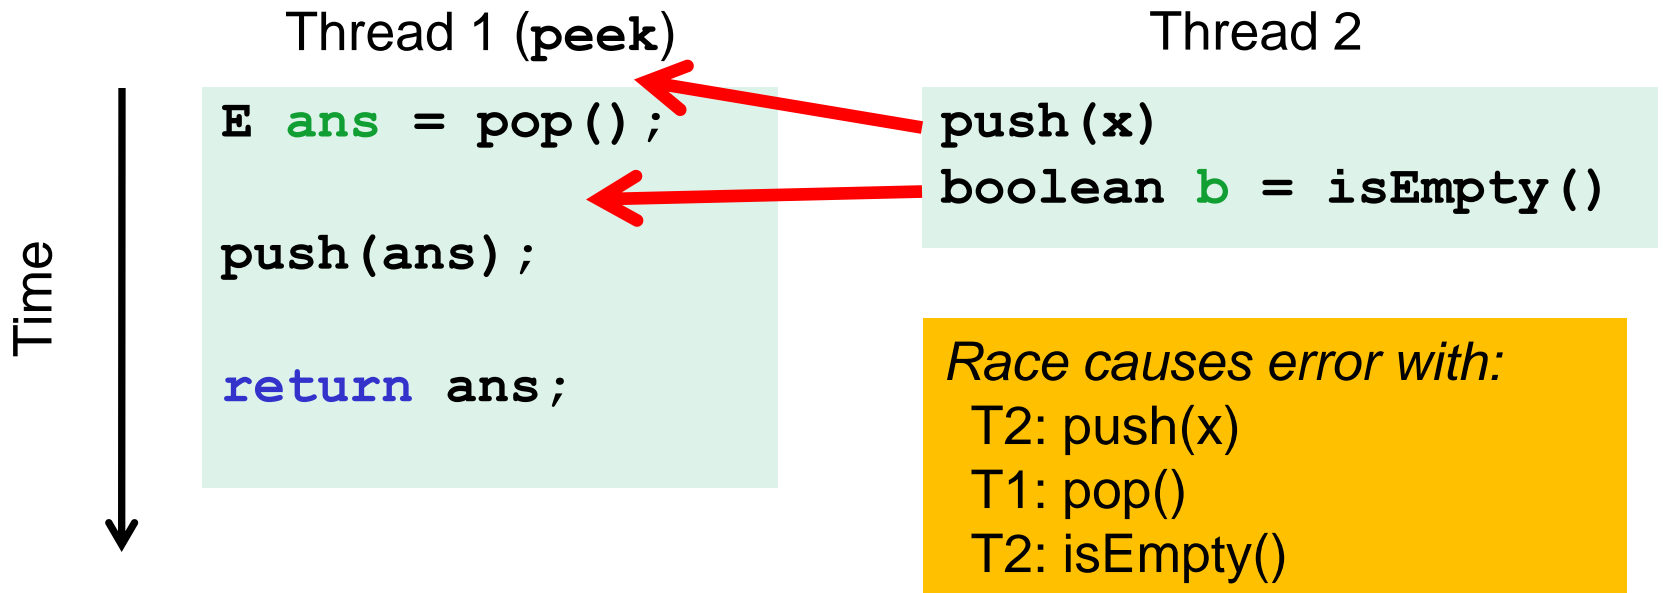 Thread 1 (peek)
Thread 2
Time
E ans = pop();
push(ans);
return ans;
push(x)
boolean b = isEmpty()
Race causes error with:
T2: push(x)
T1: pop()
T2: isEmpty()